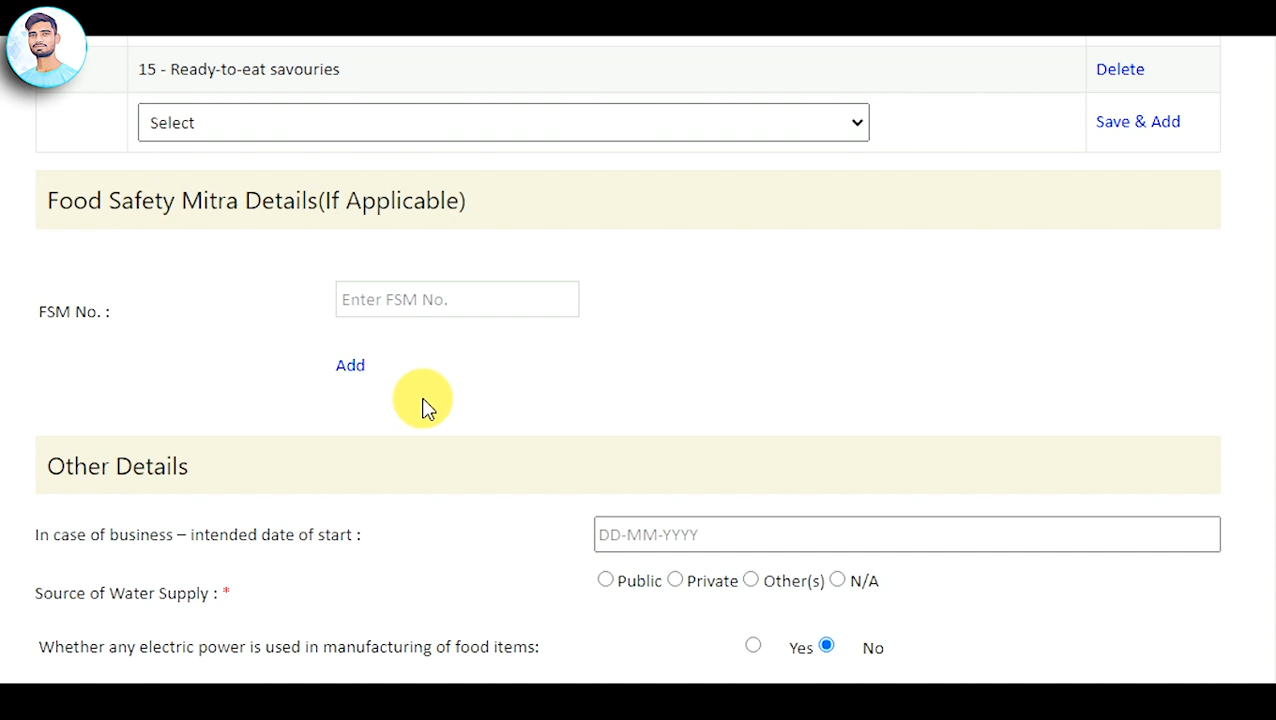 15 - Ready-to-eat savouries Delete
Select Save & Add
Food Safety Mitra Details(If Applicable)
FSM No. : Enter FSM No.
Add
Other Details
In case of business – intended date of start : DD-MM-YYYY
Source of Water Supply : * Public Private Other(s) N/A
Whether any electric power is used in manufacturing of food items: Yes No